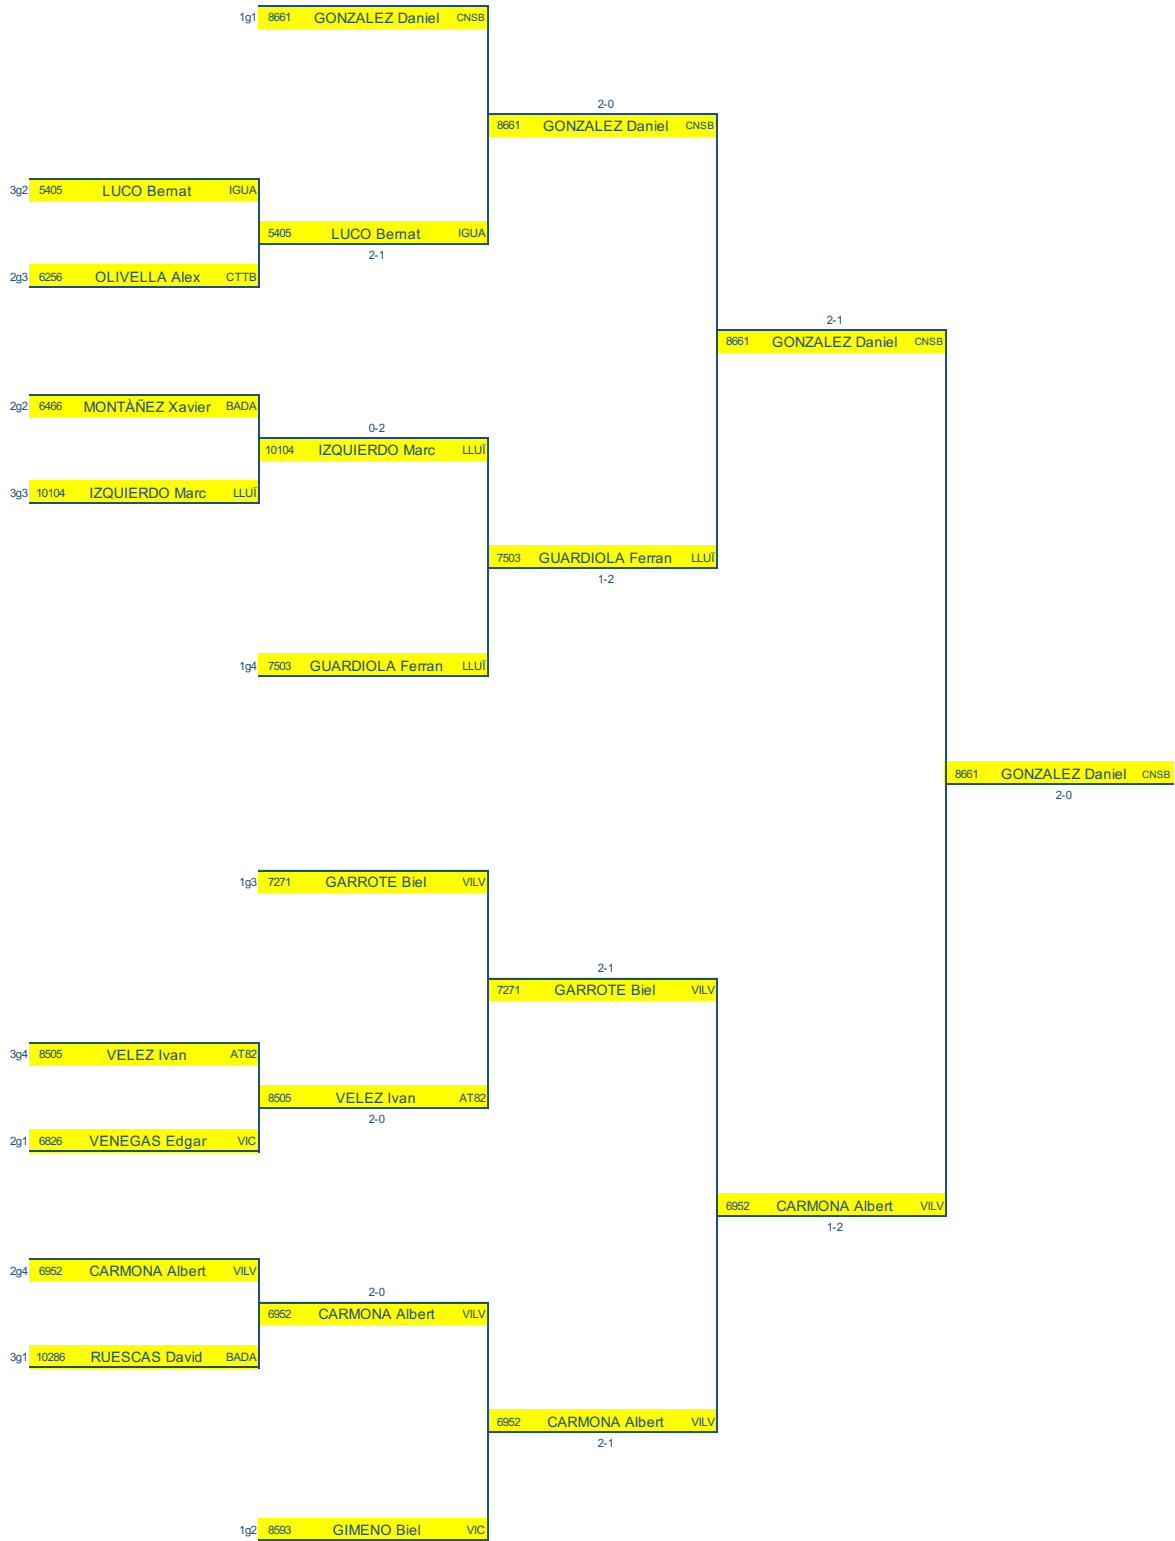 1g1 8661 GONZALEZ Daniel CNSB
2-0
8661 GONZALEZ Daniel CNSB
3g2 5405 LUCO Bernat IGUA
5405 LUCO Bernat IGUA
2-1
2g3 6256 OLIVELLA Alex CTTB
2-1
8661 GONZALEZ Daniel CNSB
2g2 6466 MONTÀÑEZ Xavier BADA
0-2
10104 IZQUIERDO Marc LLUÏ
3g3 10104 IZQUIERDO Marc LLUÏ
7503 GUARDIOLA Ferran LLUÏ
1-2
1g4 7503 GUARDIOLA Ferran LLUÏ
8661 GONZALEZ Daniel CNSB
2-0
1g3 7271 GARROTE Biel VILV
2-1
7271 GARROTE Biel VILV
3g4 8505 VELEZ Ivan AT82
8505 VELEZ Ivan AT82
2-0
2g1 6826 VENEGAS Edgar VIC
6952 CARMONA Albert VILV
1-2
2g4 6952 CARMONA Albert VILV
2-0
6952 CARMONA Albert VILV
3g1 10286 RUESCAS David BADA
6952 CARMONA Albert VILV
2-1
1g2 8593 GIMENO Biel VIC